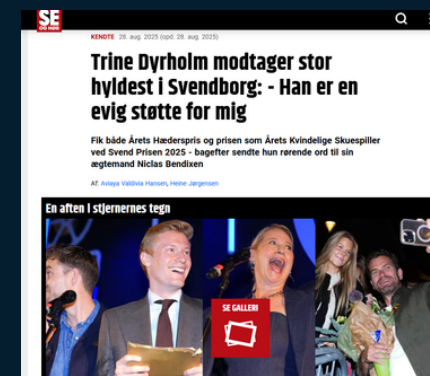 SE
OG HØR
KENDTE 28. aug. 2025 (opd. 28. aug. 2025)
Trine Dyrholm modtager stor
hyldest i Svendborg: - Han er en
evig støtte for mig
Fik både Årets Hæderspris og prisen som Årets Kvindelige Skuespiller
ved Svend Prisen 2025 - bagefter sendte hun rørende ord til sin
ægtemand Niclas Bendixen
Af: Aviaya Valdivia Hansen, Heine Jørgensen
En aften i stjernernes tegn
SE GALLERI